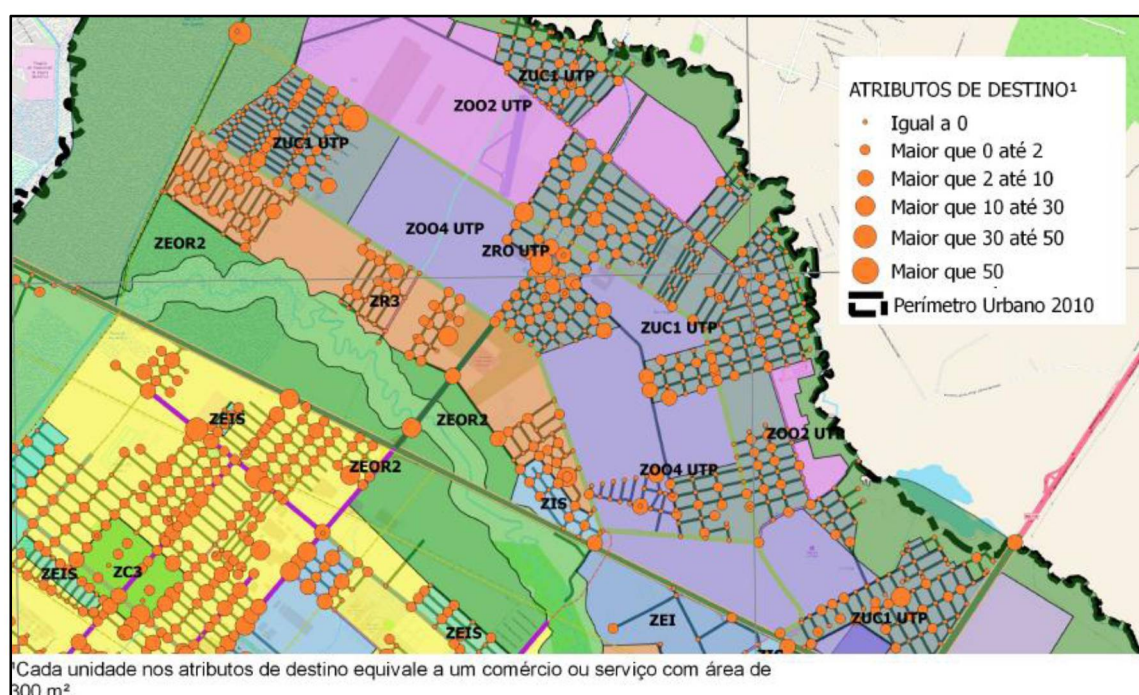 ZUC1 UTP
ZOO2 UTP
ZUC1 UTP
ZOO4 UTP
ZEOR2
ZRO UTP
ZR3
ZUC1 UTP
ZEIS
ZEOR2
ZOO2 UTP
ZEOR2
ZOO4 UTP
ZIS
ZC3
ZEIS
ZEI
ZUC1 UTP
ZEIS
ATRIBUTOS DE DESTINO¹
Igual a 0
Maior que 0 até 2
Maior que 2 até 10
Maior que 10 até 30
Maior que 30 até 50
Maior que 50
Perímetro Urbano 2010
¹Cada unidade nos atributos de destino equivale a um comércio ou serviço com área de
300 m²